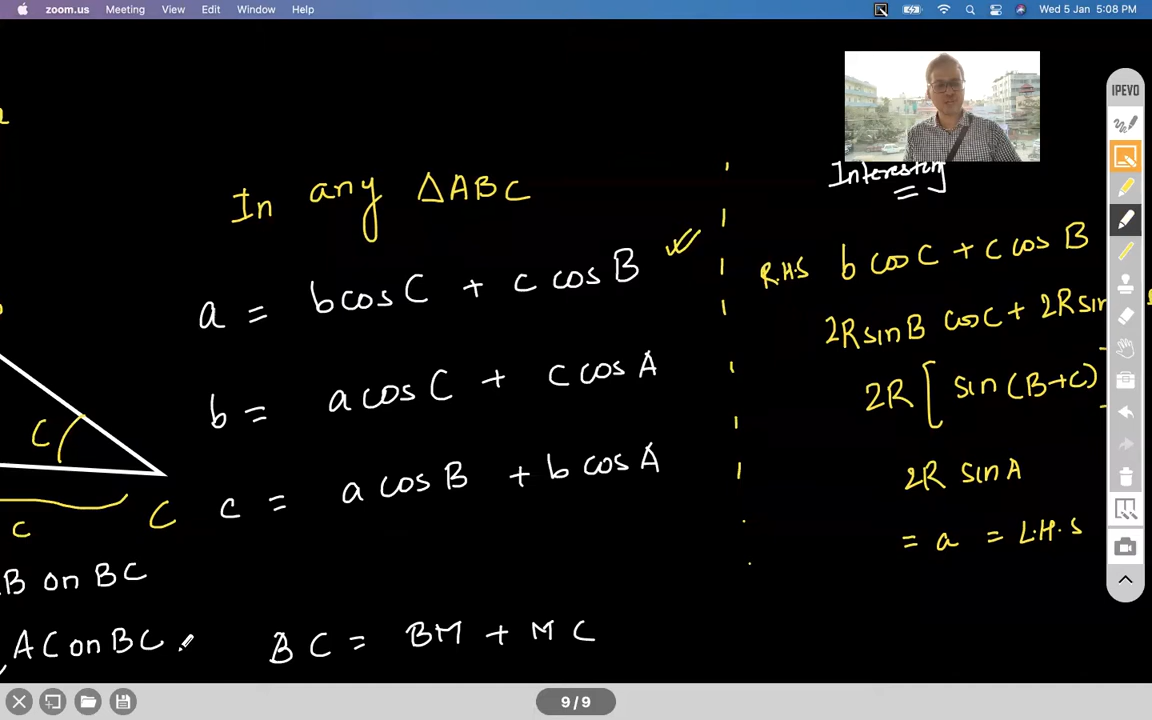 zoom.us Meeting View Edit Window Help Wed 5 Jan 5:08 PM
IPEVO
Interesting
In any △ABC
a = b cos C + c cos B ✓
b = a cos C + c cos A
c = a cos B + b cos A
BC = BM + MC
R.H.S b cos C + c cos B
2R sin B cos C + 2R sin
2R [ sin (B+C)
2R sin A
= a = L.H.S
C
C
c
B on BC
AC on BC
9/9